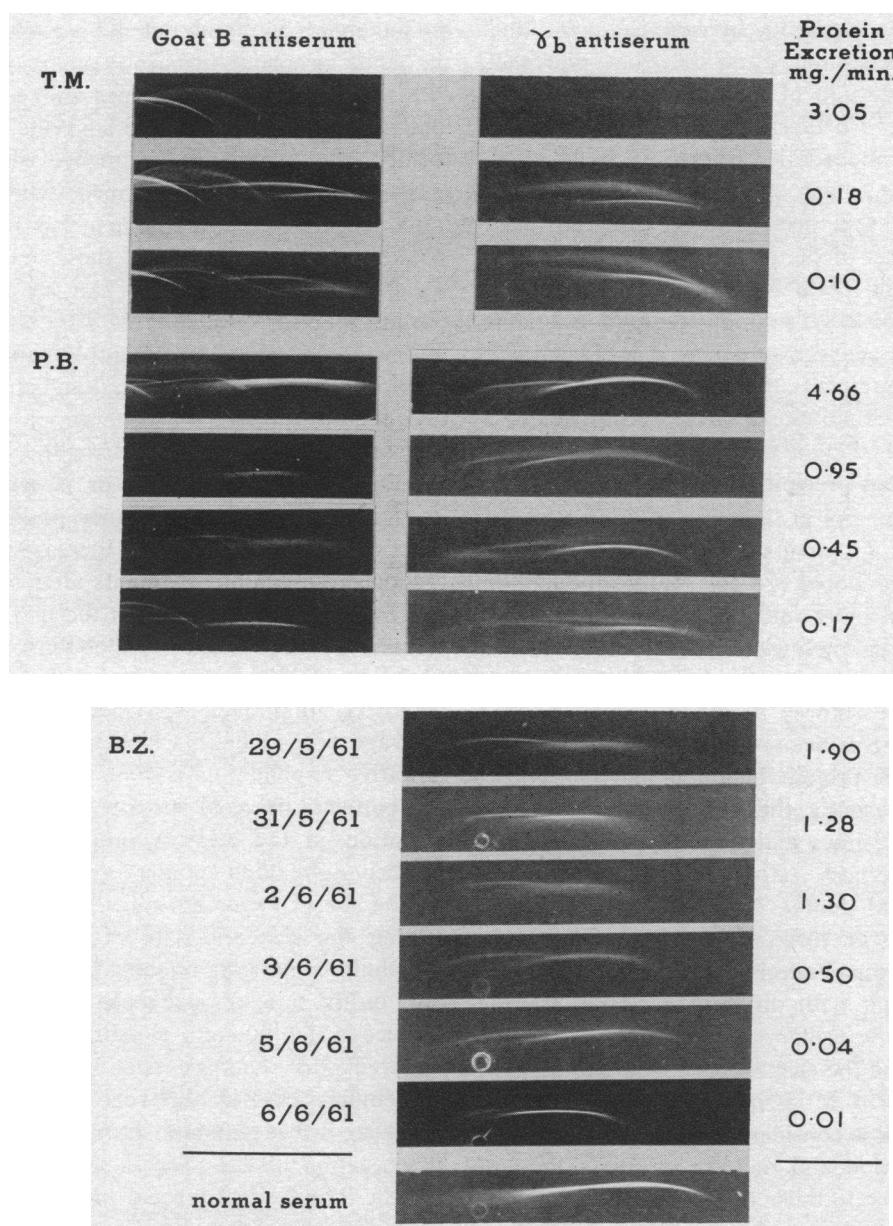 Goat B antiserum
ɣb antiserum
Protein
Excretion
mg./min.
T.M.
3·05
0·18
0·10
P.B.
4·66
0·95
0·45
0·17
B.Z.
29/5/61
1·90
31/5/61
1·28
2/6/61
1·30
3/6/61
0·50
5/6/61
0·04
6/6/61
0·01
normal serum